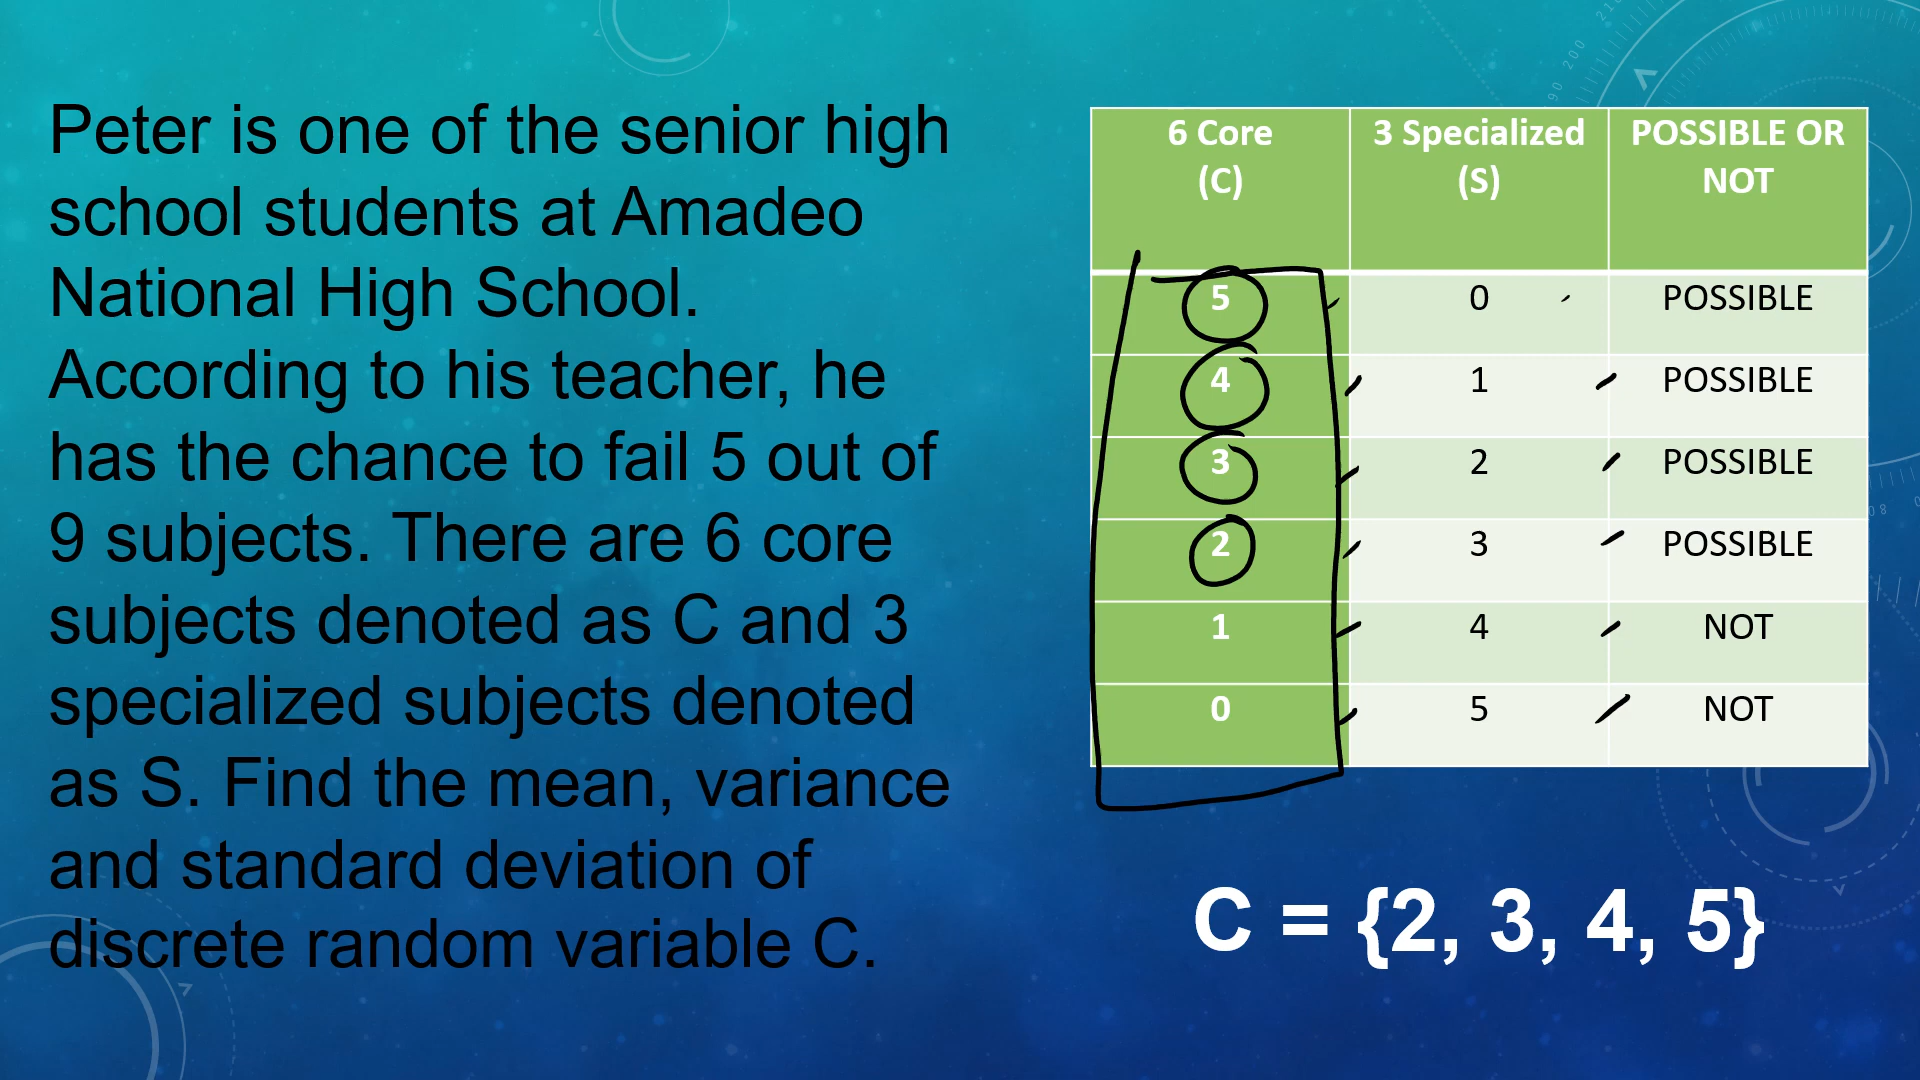 Peter is one of the senior high
school students at Amadeo
National High School.
According to his teacher, he
has the chance to fail 5 out of
9 subjects. There are 6 core
subjects denoted as C and 3
specialized subjects denoted
as S. Find the mean, variance
and standard deviation of
discrete random variable C.
6 Core
(C)
3 Specialized
(S)
POSSIBLE OR
NOT
5 0 POSSIBLE
4 1 POSSIBLE
3 2 POSSIBLE
2 3 POSSIBLE
1 4 NOT
0 5 NOT
C = {2, 3, 4, 5}
200